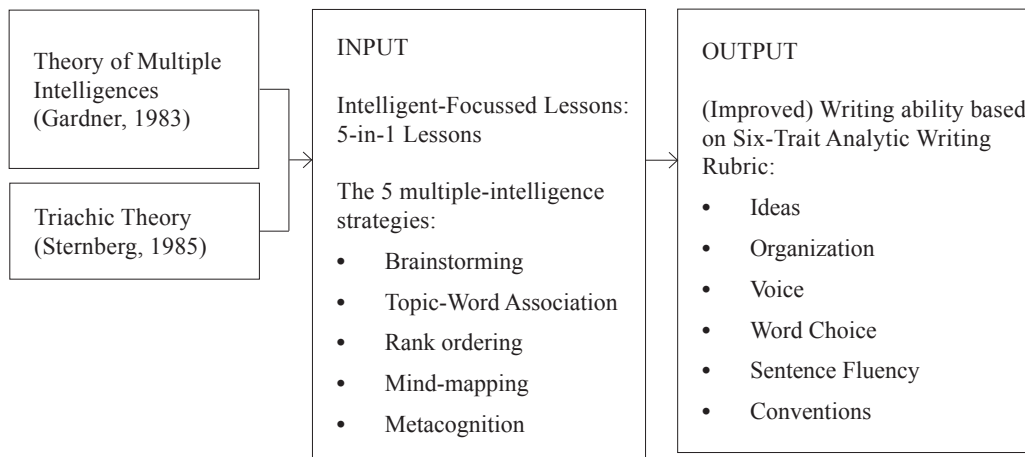 Theory of Multiple
Intelligences
(Gardner, 1983)
Triachic Theory
(Sternberg, 1985)
INPUT
Intelligent-Focussed Lessons:
5-in-1 Lessons
The 5 multiple-intelligence
strategies:
• Brainstorming
• Topic-Word Association
• Rank ordering
• Mind-mapping
• Metacognition
OUTPUT
(Improved) Writing ability based
on Six-Trait Analytic Writing
Rubric:
• Ideas
• Organization
• Voice
• Word Choice
• Sentence Fluency
• Conventions